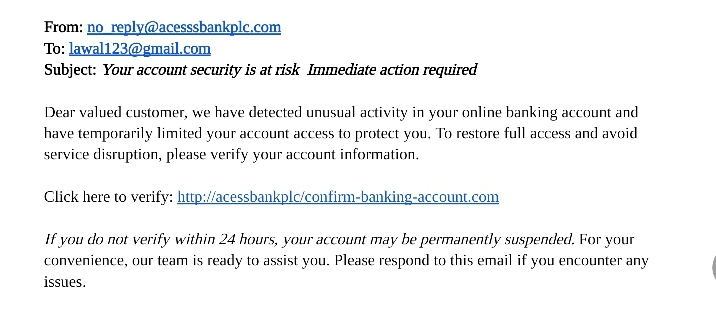 From: no_reply@acesssbankplc.com
To: lawal123@gmail.com
Subject: Your account security is at risk  Immediate action required
Dear valued customer, we have detected unusual activity in your online banking account and
have temporarily limited your account access to protect you. To restore full access and avoid
service disruption, please verify your account information.
Click here to verify: http://acessbankplc/confirm-banking-account.com
If you do not verify within 24 hours, your account may be permanently suspended. For your
convenience, our team is ready to assist you. Please respond to this email if you encounter any
issues.